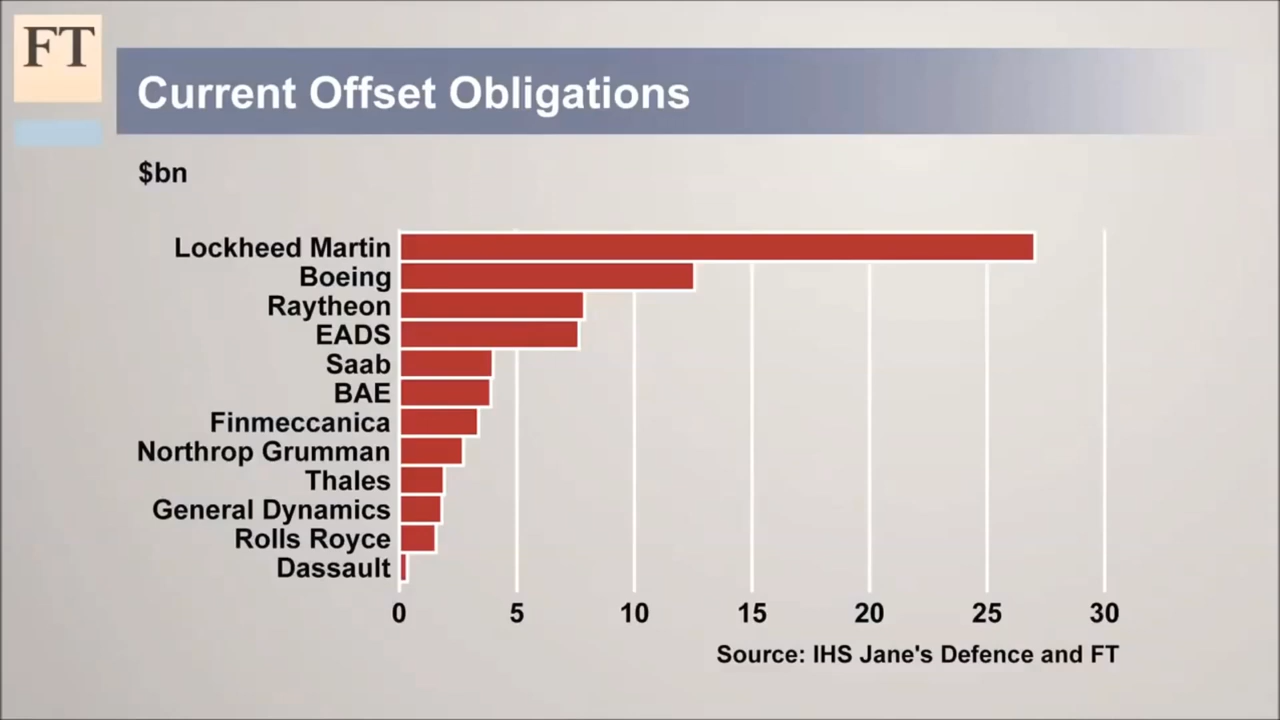 FT
Current Offset Obligations
$bn
Lockheed Martin
Boeing
Raytheon
EADS
Saab
BAE
Finmeccanica
Northrop Grumman
Thales
General Dynamics
Rolls Royce
Dassault
0 5 10 15 20 25 30
Source: IHS Jane's Defence and FT